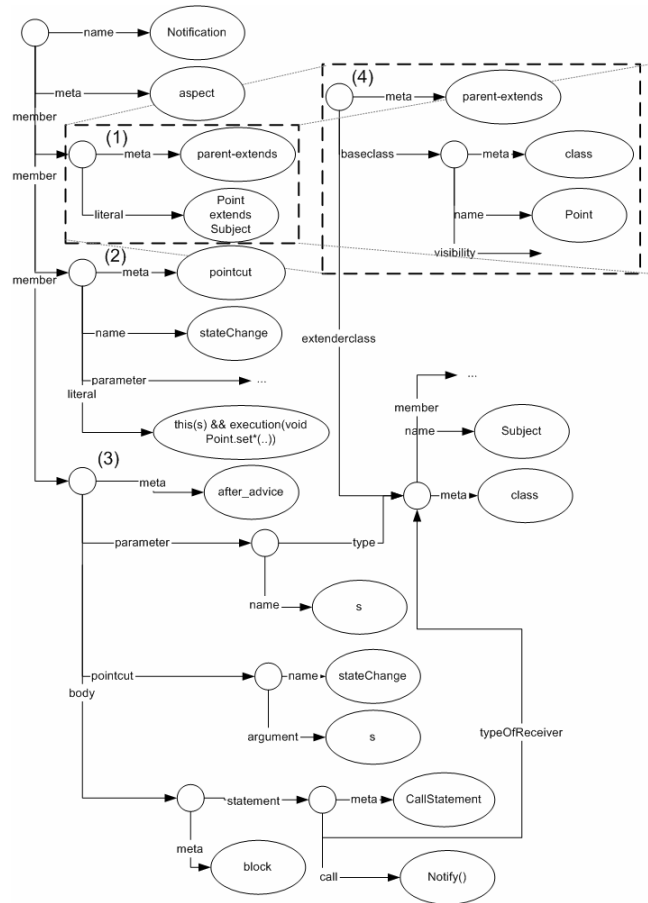 name
Notification
meta
aspect
member
(1)
meta
parent-extends
literal
Point
extends
Subject
member
(4)
meta
parent-extends
baseclass
meta
class
name
Point
visibility
extenderclass
(2)
meta
pointcut
member
name
stateChange
parameter
...
literal
this(s) && execution(void
Point.set*(..))
...
member
name
Subject
meta
class
(3)
meta
after_advice
parameter
type
name
s
pointcut
name
stateChange
body
argument
s
typeOfReceiver
statement
meta
CallStatement
meta
block
call
Notify()